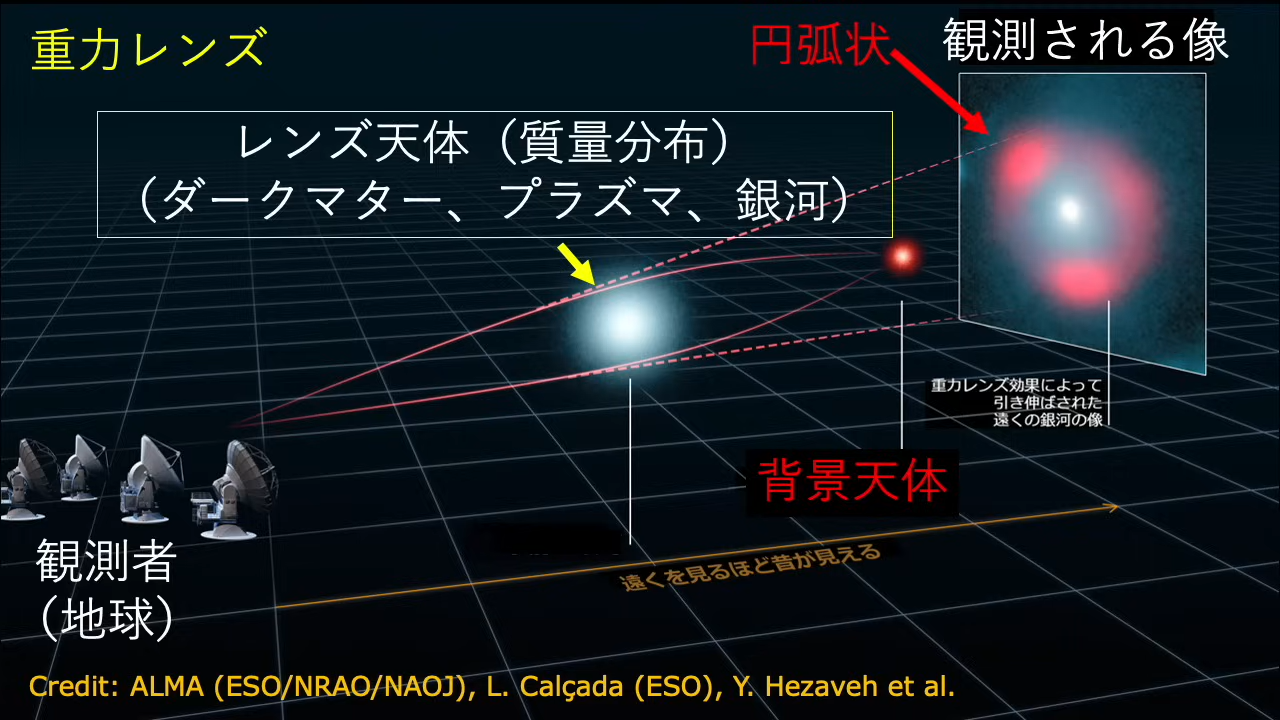 重力レンズ
円弧状
観測される像
レンズ天体（質量分布）
（ダークマター、プラズマ、銀河）
重力レンズ効果によって
引き伸ばされた
遠くの銀河の像
背景天体
遠くを見るほど昔が見える
観測者
（地球）
Credit: ALMA (ESO/NRAO/NAOJ), L. Calçada (ESO), Y. Hezaveh et al.